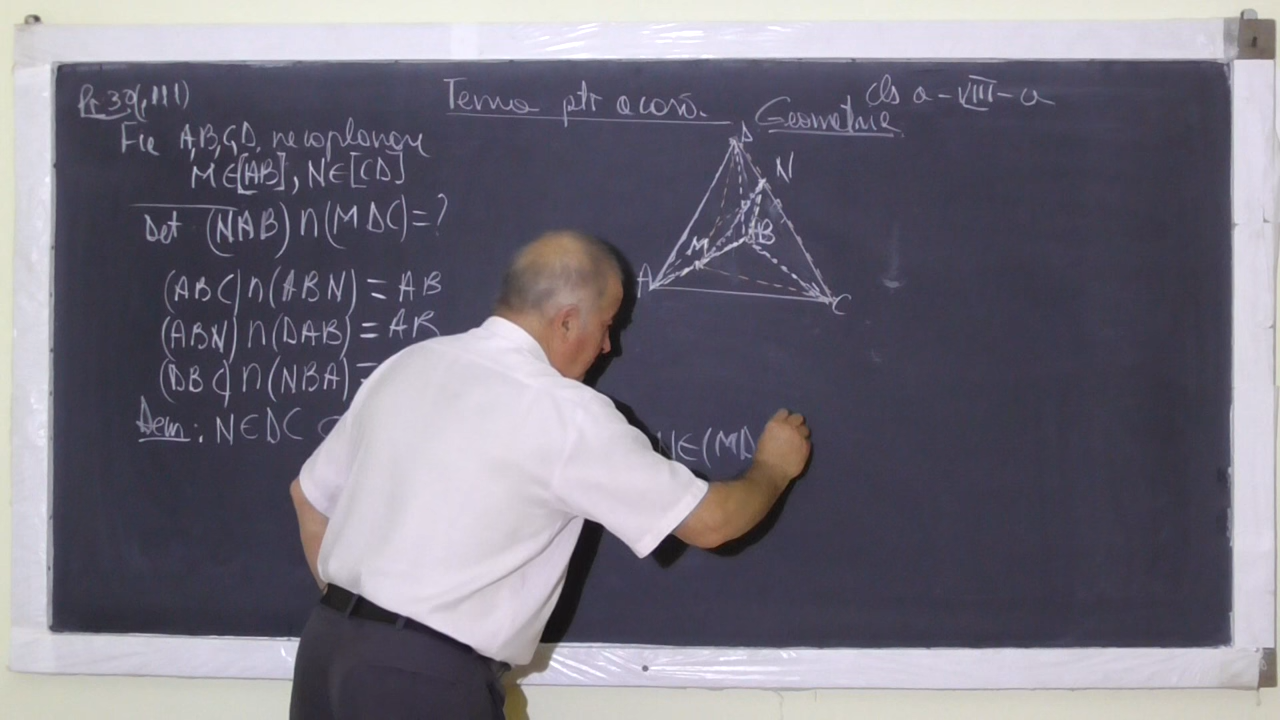 Pr 39(,111)
Tema ptr acasă.
Geometrie
cls a-VIII-a
Fie A,B,C,D, necoplanare
M∈[AB], N∈[CD]
Det (NAB)∩(MDC)=?
(ABC)∩(ABN)=AB
(ABN)∩(DAB)=AB
(DBC)∩(NBA)=
Dem: N∈DC
N∈(MD
D
N
B
M
A
C